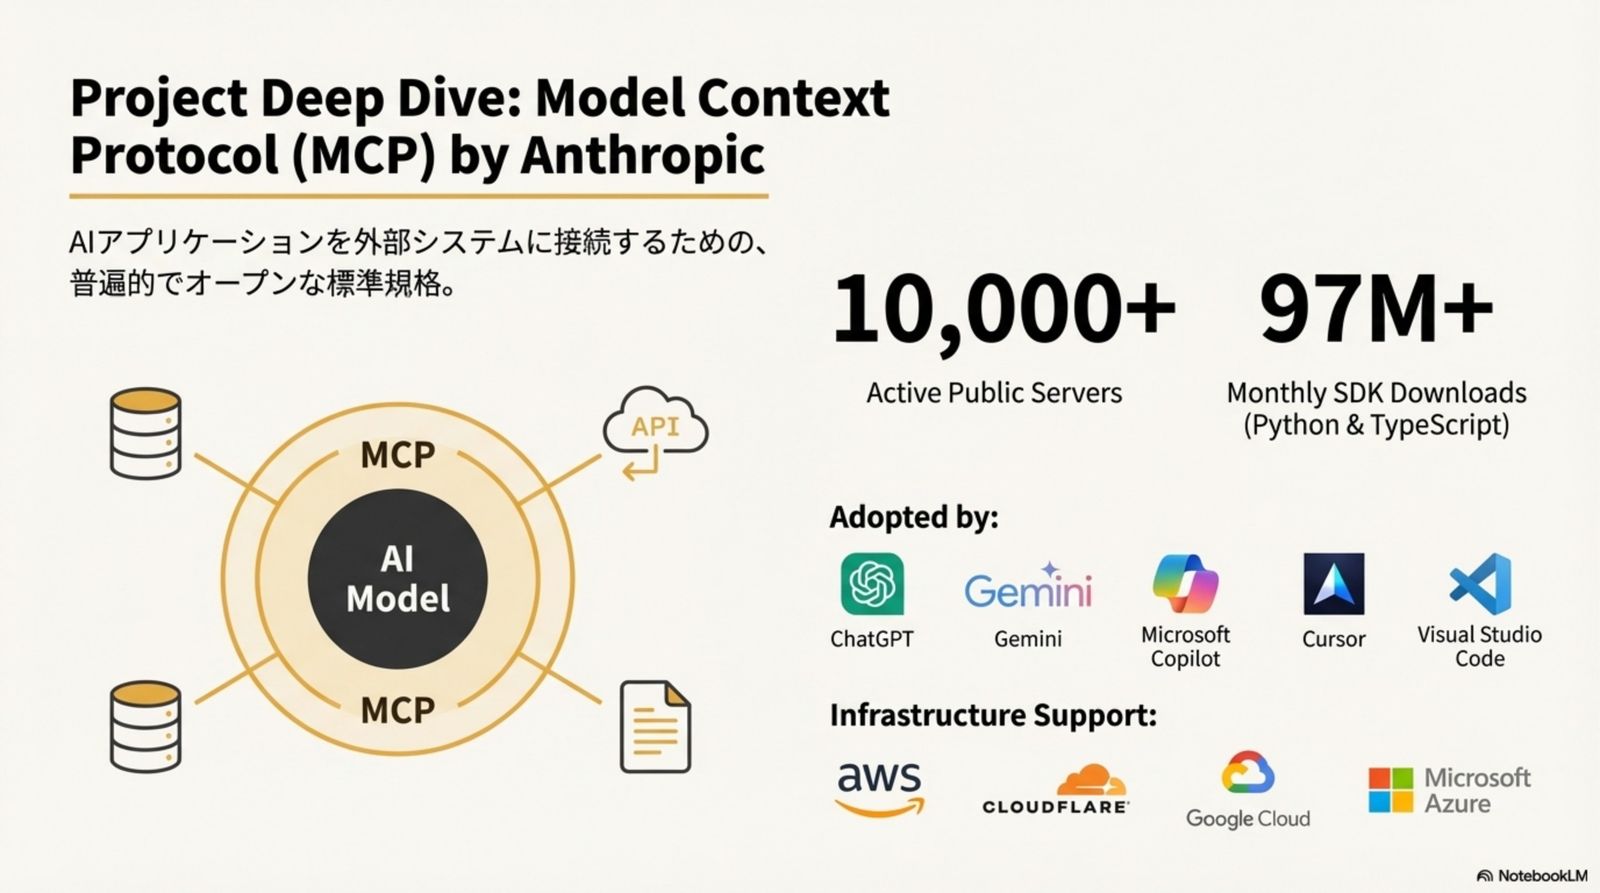 Project Deep Dive: Model Context
Protocol (MCP) by Anthropic
AIアプリケーションを外部システムに接続するための、
普遍的でオープンな標準規格。
MCP
AI
Model
MCP
API
10,000+
Active Public Servers
97M+
Monthly SDK Downloads
(Python & TypeScript)
Adopted by:
ChatGPT
Gemini
Gemini
Microsoft
Copilot
Cursor
Visual Studio
Code
Infrastructure Support:
aws
CLOUDFLARE
Google Cloud
Microsoft
Azure
NotebookLM